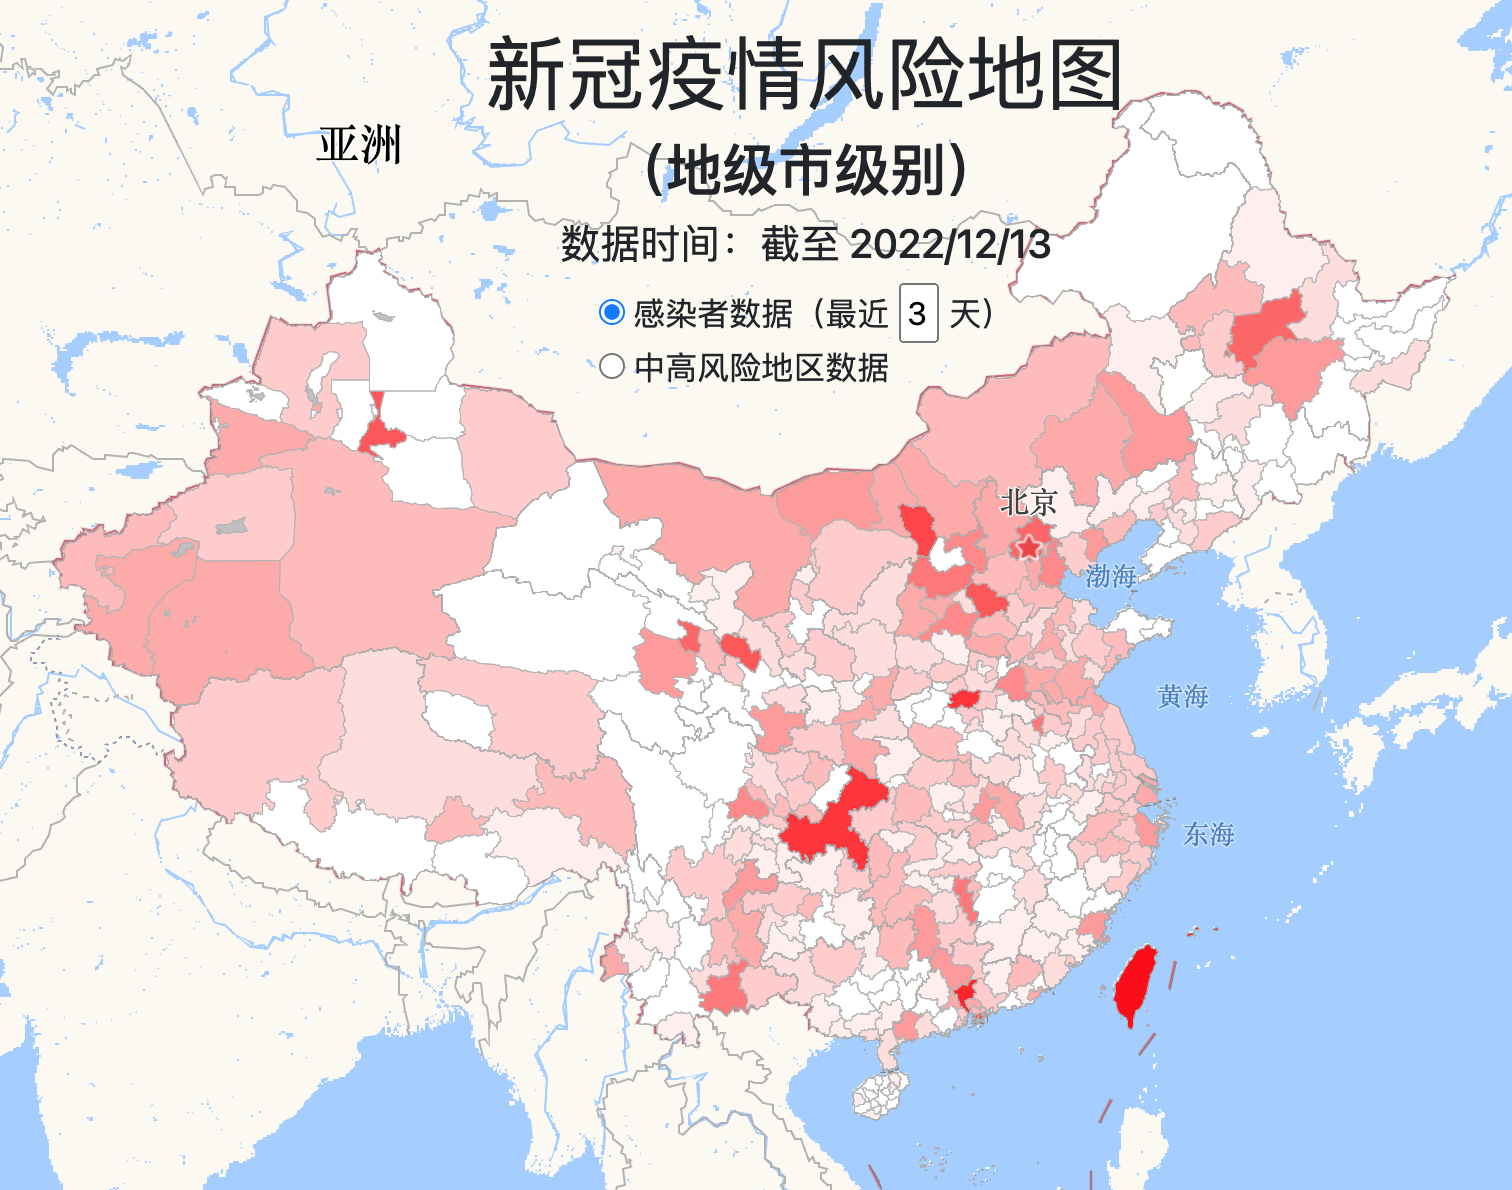 新冠疫情风险地图
亚洲
（地级市级别）
数据时间：截至 2022/12/13
感染者数据（最近 3 天）
中高风险地区数据
北京
渤海
黄海
东海